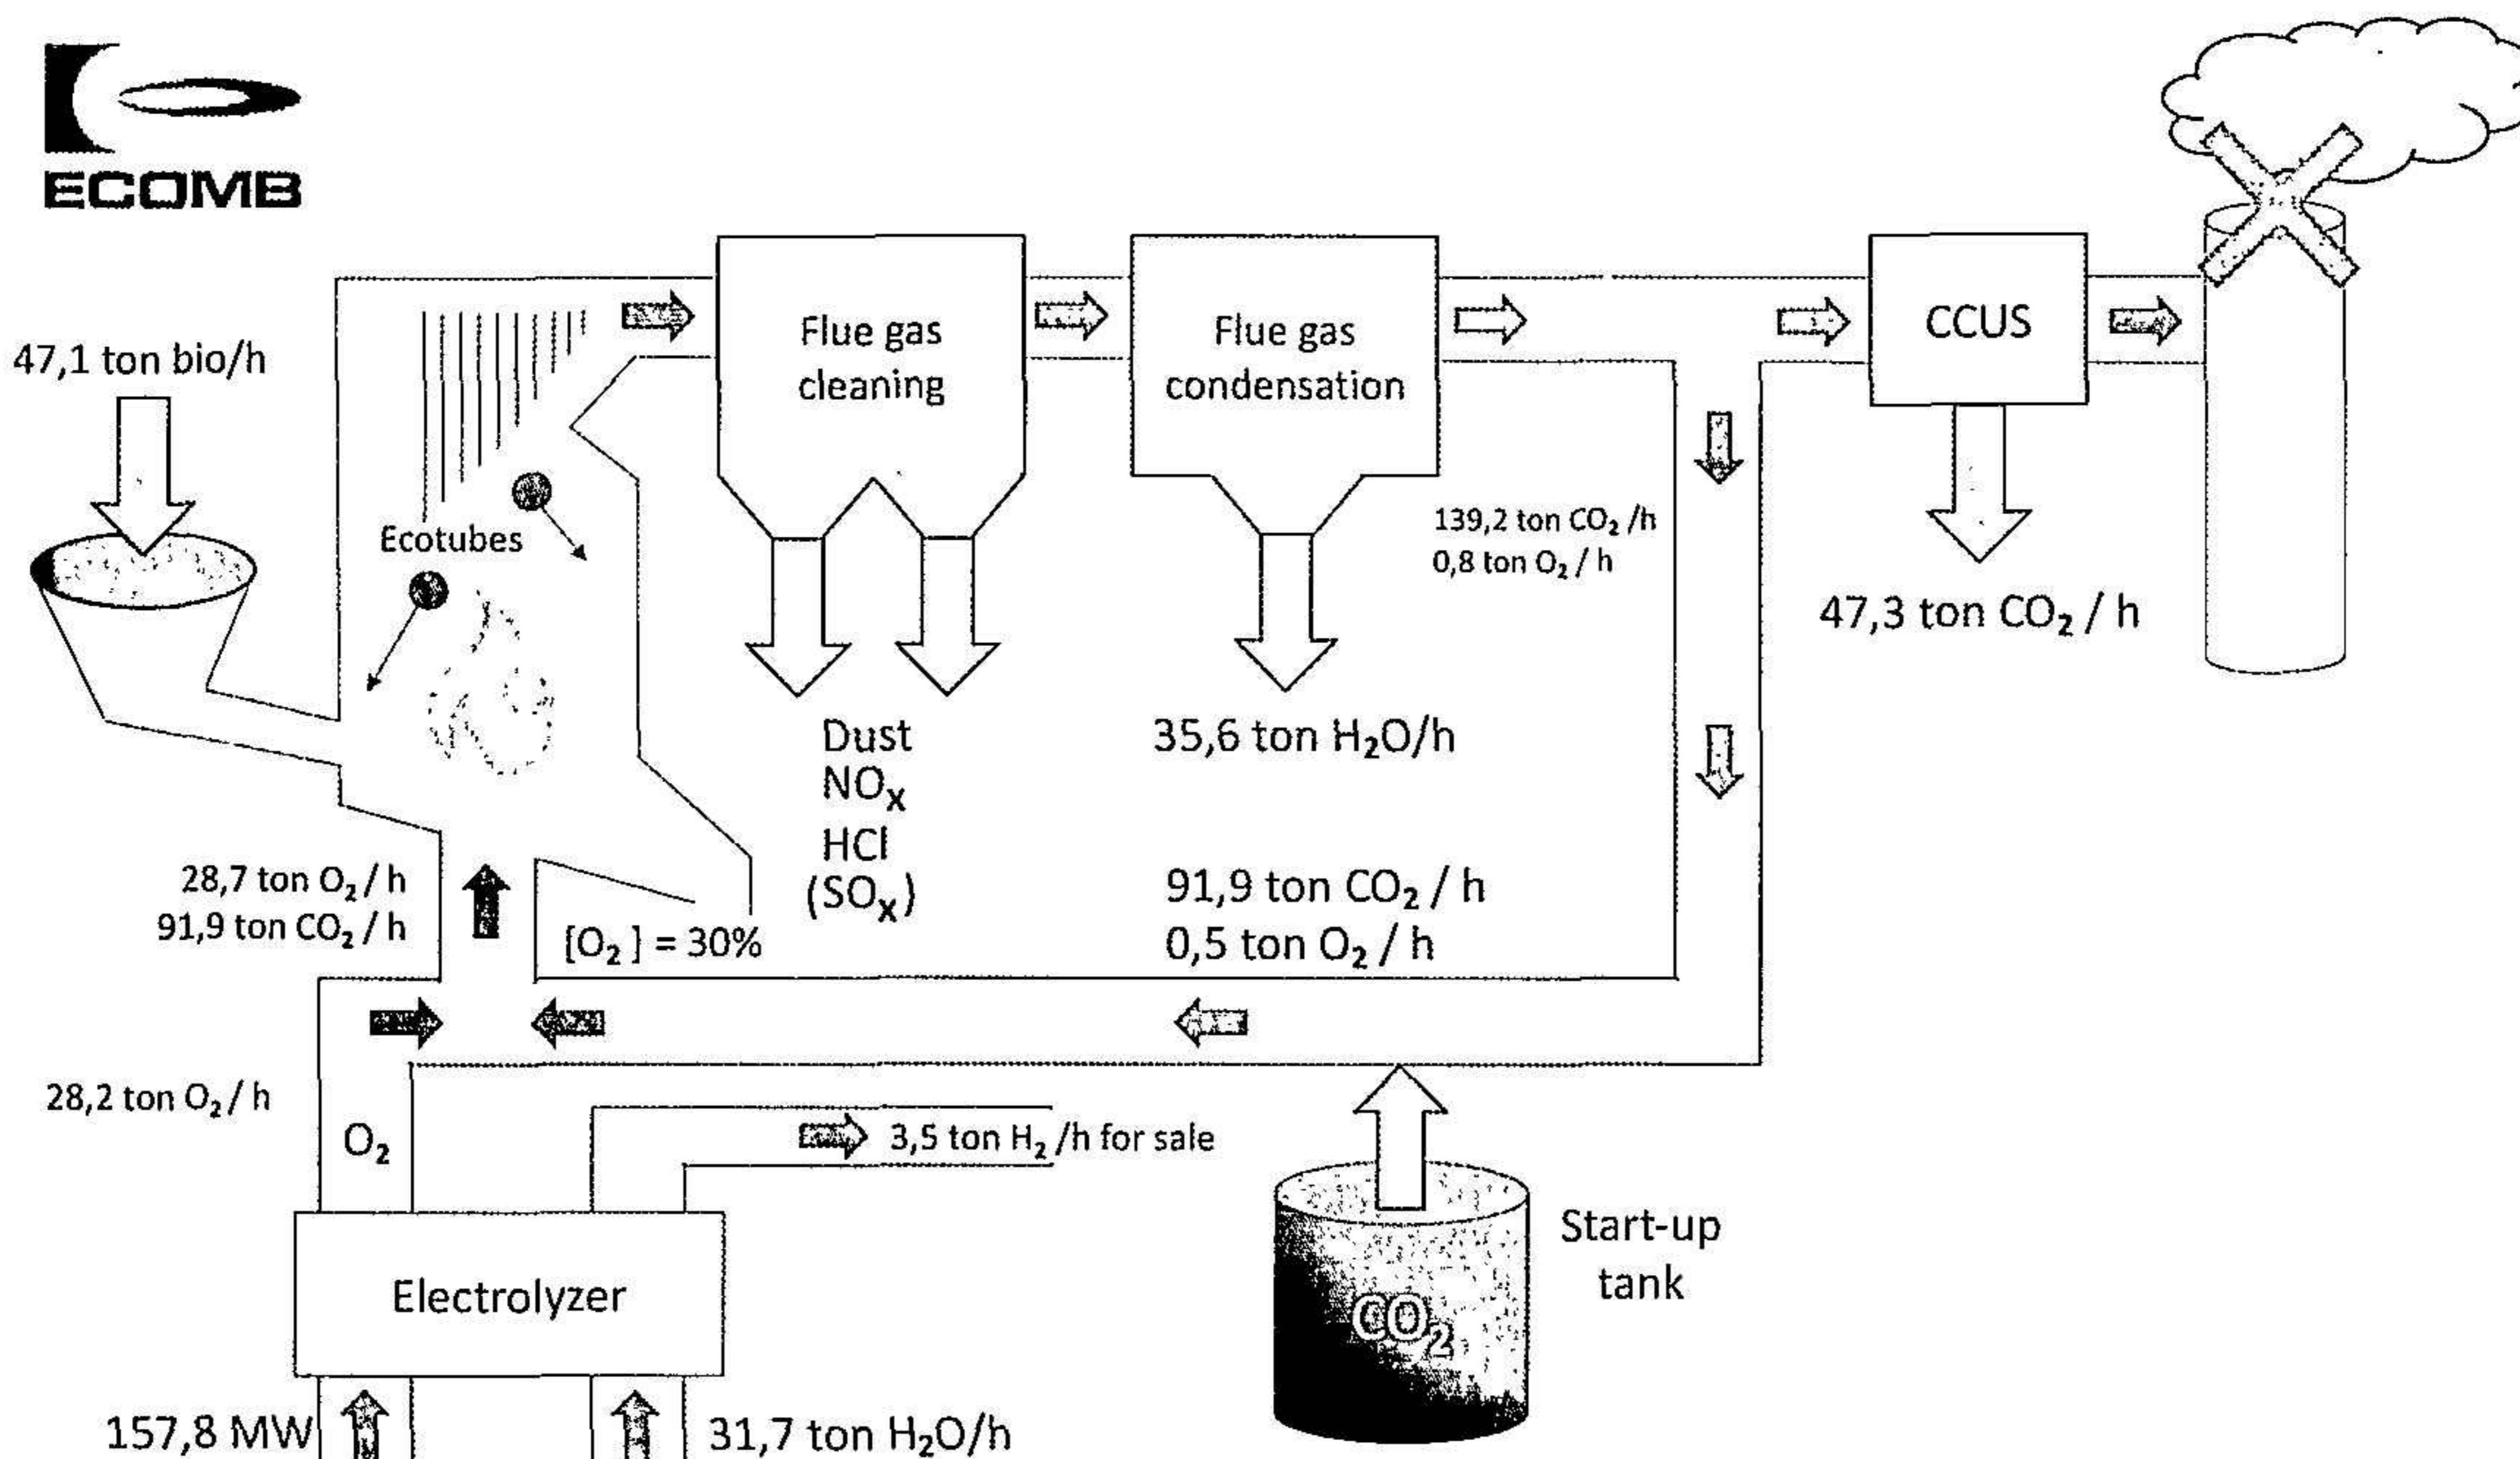 ECOMB
47,1 ton bio/h
Ecotubes
Flue gas
cleaning
Flue gas
condensation
CCUS
139,2 ton CO₂ /h
0,8 ton O₂ / h
47,3 ton CO₂ / h
Dust
NOₓ
HCl
(SOₓ)
35,6 ton H₂O/h
28,7 ton O₂ / h
91,9 ton CO₂ / h
[O₂ ] = 30%
91,9 ton CO₂ / h
0,5 ton O₂ / h
28,2 ton O₂ / h
O₂
3,5 ton H₂ /h for sale
Electrolyzer
Start-up
tank
CO₂
157,8 MW
31,7 ton H₂O/h